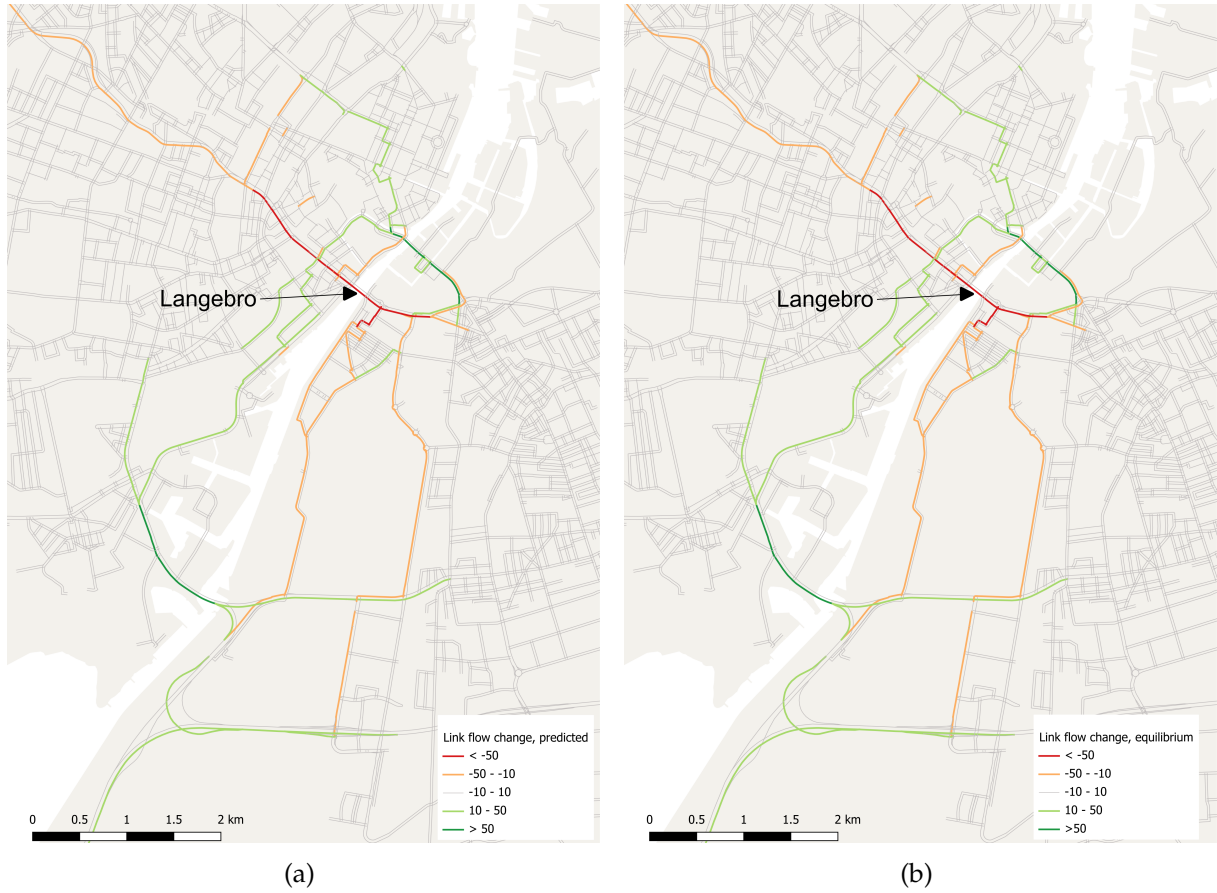 Langebro
Link flow change, predicted
< -50
-50 - -10
-10 - 10
10 - 50
> 50
0 0.5 1 1.5 2 km
(a)
Langebro
Link flow change, equilibrium
< -50
-50 - -10
-10 - 10
10 - 50
>50
0 0.5 1 1.5 2 km
(b)